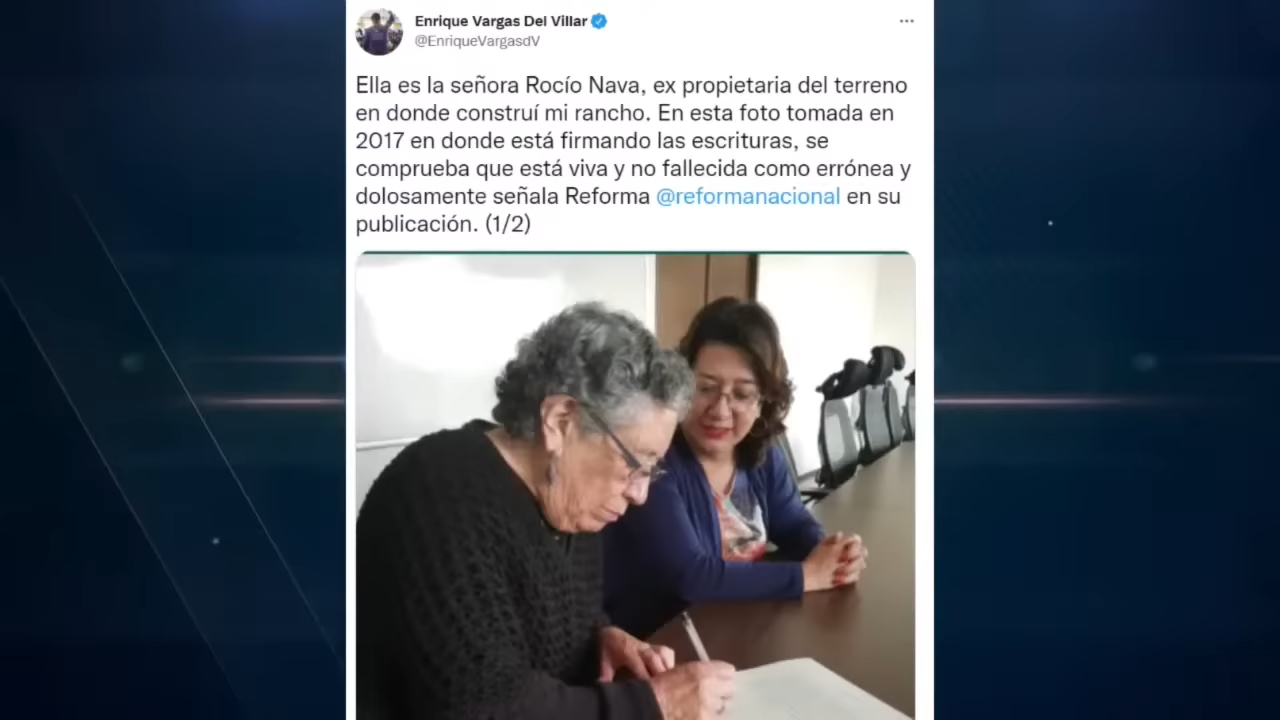 Enrique Vargas Del Villar
@EnriqueVargasdV
Ella es la señora Rocío Nava, ex propietaria del terreno
en donde construí mi rancho. En esta foto tomada en
2017 en donde está firmando las escrituras, se
comprueba que está viva y no fallecida como errónea y
dolosamente señala Reforma @reformanacional en su
publicación. (1/2)